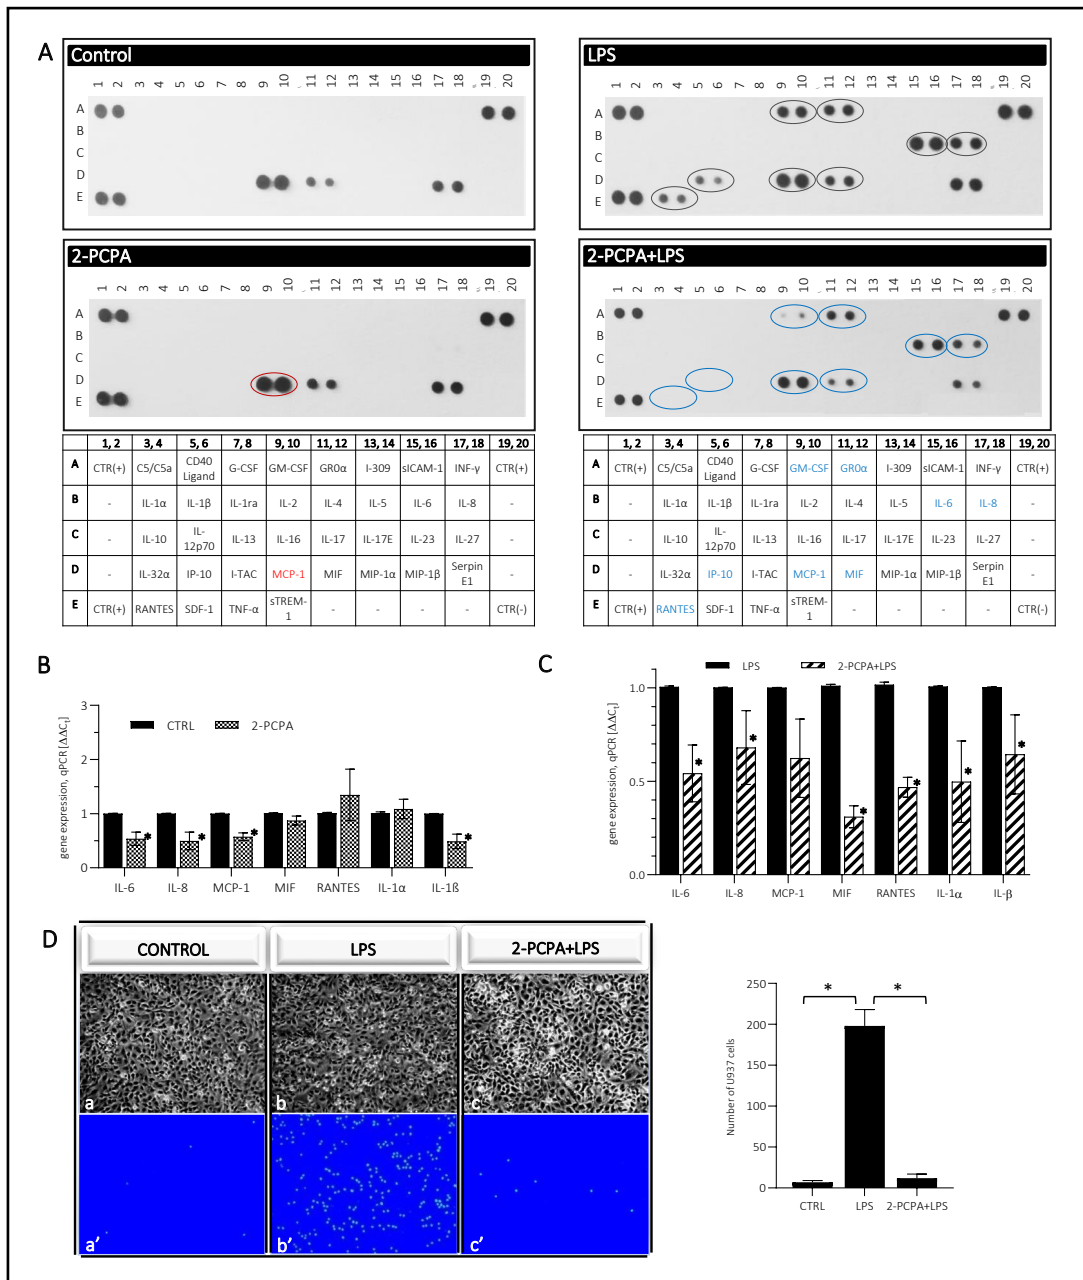 A
Control
1 2 3 4 5 6 7 8 9 10 11 12 13 14 15 16 17 18 19 20
A
B
C
D
E
LPS
1 2 3 4 5 6 7 8 9 10 11 12 13 14 15 16 17 18 19 20
A
B
C
D
E
2-PCPA
1 2 3 4 5 6 7 8 9 10 11 12 13 14 15 16 17 18 19 20
A
B
C
D
E
2-PCPA+LPS
1 2 3 4 5 6 7 8 9 10 11 12 13 14 15 16 17 18 19 20
A
B
C
D
E
1, 2 3, 4 5, 6 7, 8 9, 10 11, 12 13, 14 15, 16 17, 18 19, 20
A CTR(+) C5/C5a CD40 Ligand G-CSF GM-CSF GROα I-309 sICAM-1 INF-γ CTR(+)
B - IL-1α IL-1β IL-1ra IL-2 IL-4 IL-5 IL-6 IL-8 -
C - IL-10 IL-12p70 IL-13 IL-16 IL-17 IL-17E IL-23 IL-27 -
D - IL-32α IP-10 I-TAC MCP-1 MIF MIP-1α MIP-1β Serpin E1 -
E CTR(+) RANTES SDF-1 TNF-α sTREM-1 - - - - CTR(-)
1, 2 3, 4 5, 6 7, 8 9, 10 11, 12 13, 14 15, 16 17, 18 19, 20
A CTR(+) C5/C5a CD40 Ligand G-CSF GM-CSF GROα I-309 sICAM-1 INF-γ CTR(+)
B - IL-1α IL-1β IL-1ra IL-2 IL-4 IL-5 IL-6 IL-8 -
C - IL-10 IL-12p70 IL-13 IL-16 IL-17 IL-17E IL-23 IL-27 -
D - IL-32α IP-10 I-TAC MCP-1 MIF MIP-1α MIP-1β Serpin E1 -
E CTR(+) RANTES SDF-1 TNF-α sTREM-1 - - - - CTR(-)
B
gene expression, qPCR [ΔΔCt]
3
2
1
0
CTRL 2-PCPA
* * * *
IL-6 IL-8 MCP-1 MIF RANTES IL-1α IL-1ß
C
gene expression, qPCR [ΔΔCt]
1.0
0.5
0.0
LPS 2-PCPA+LPS
* * * * * *
IL-6 IL-8 MCP-1 MIF RANTES IL-1α IL-β
D
CONTROL LPS 2-PCPA+LPS
a b c
a' b' c'
Number of U937 cells
250
200
150
100
50
0
* *
CTRL LPS 2-PCPA+LPS